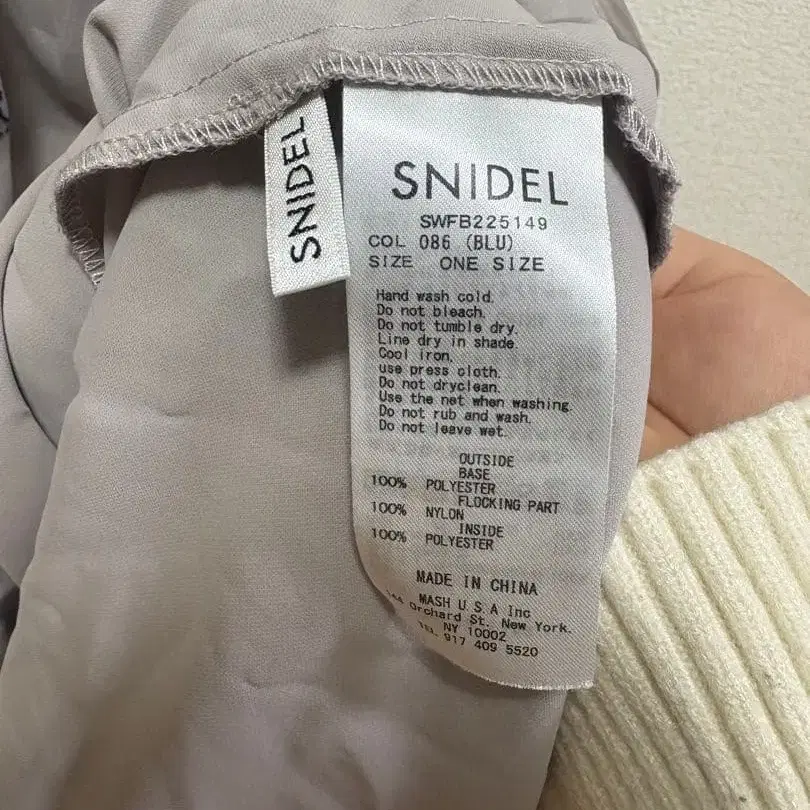 SNIDEL
SNIDEL
SWFB225149
COL 086 (BLU)
SIZE ONE SIZE
Hand wash cold.
Do not bleach.
Do not tumble dry.
Line dry in shade.
Cool iron,
use press cloth.
Do not dryclean.
Use the net when washing.
Do not rub and wash.
Do not leave wet.
OUTSIDE
BASE
100% POLYESTER
FLOCKING PART
100% NYLON
INSIDE
100% POLYESTER
MADE IN CHINA
MASH U.S.A Inc
Orchard St. New York.
NY 10002
TEL. 917 409 5520